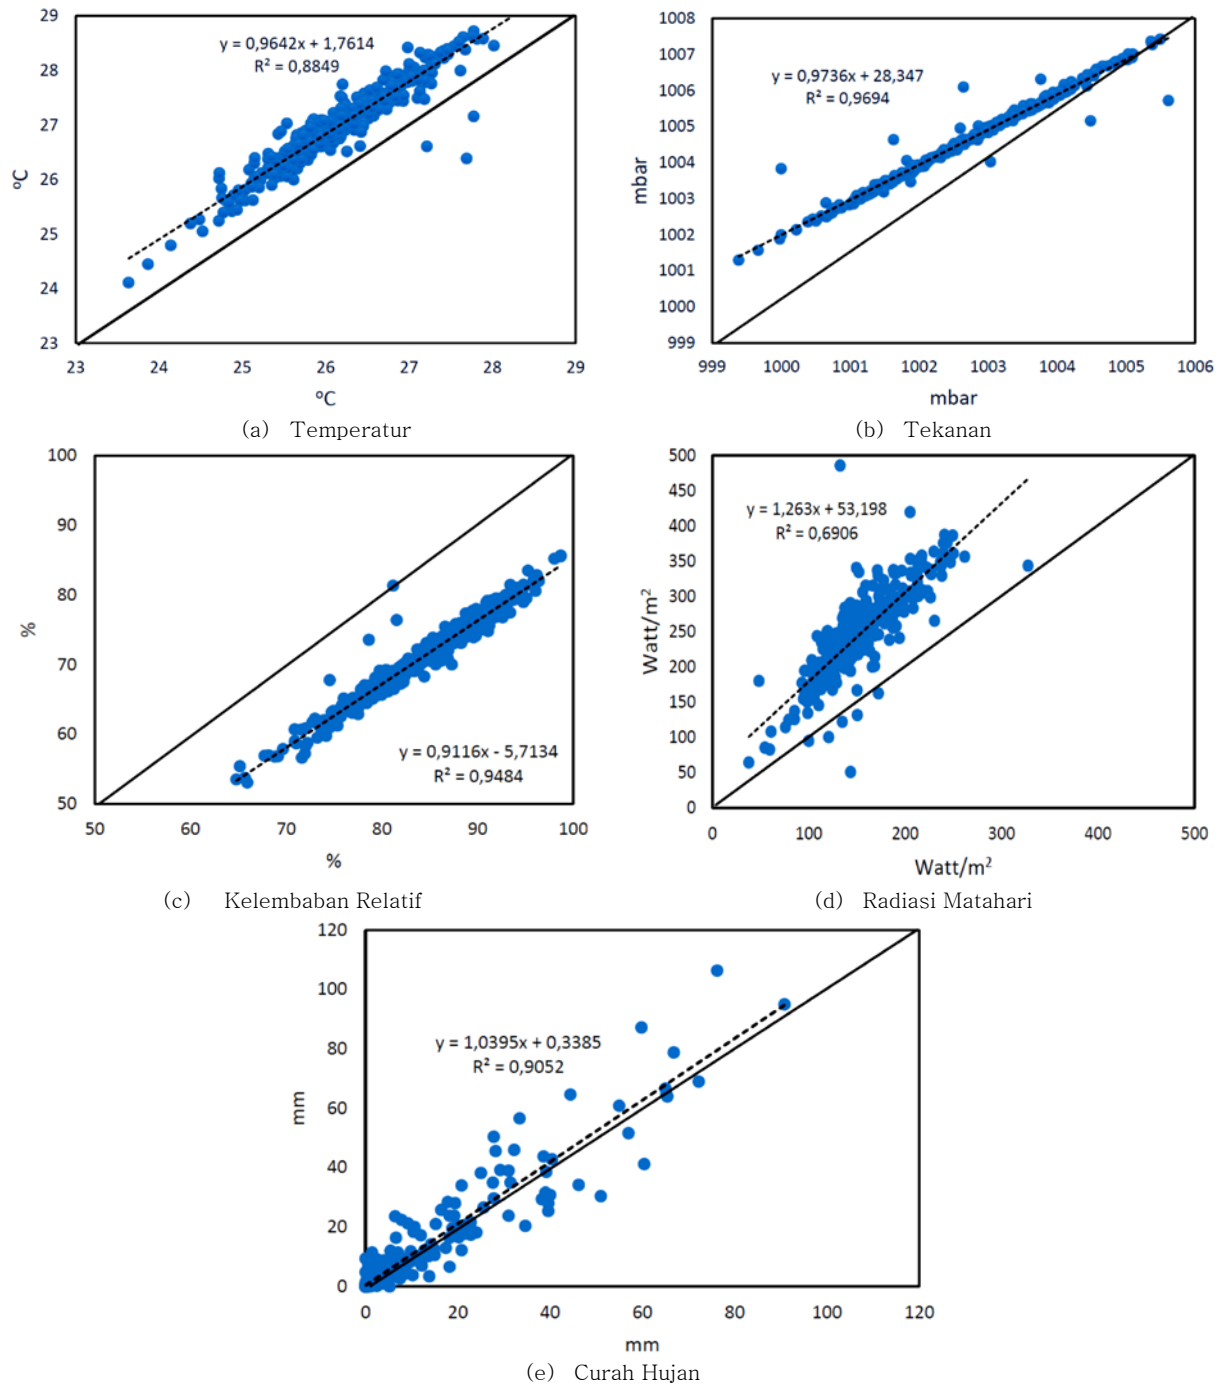 29
28
27
26
25
24
23
°C
y = 0,9642x + 1,7614
R² = 0,8849
23 24 25 26 27 28 29
°C
(a) Temperatur
1008
1007
1006
1005
1004
1003
1002
1001
1000
999
mbar
y = 0,9736x + 28,347
R² = 0,9694
999 1000 1001 1002 1003 1004 1005 1006
mbar
(b) Tekanan
100
90
80
70
60
50
%
y = 0,9116x - 5,7134
R² = 0,9484
50 60 70 80 90 100
%
(c) Kelembaban Relatif
500
450
400
350
300
250
200
150
100
50
0
Watt/m²
y = 1,263x + 53,198
R² = 0,6906
0 100 200 300 400 500
Watt/m²
(d) Radiasi Matahari
120
100
80
60
40
20
0
mm
y = 1,0395x + 0,3385
R² = 0,9052
0 20 40 60 80 100 120
mm
(e) Curah Hujan